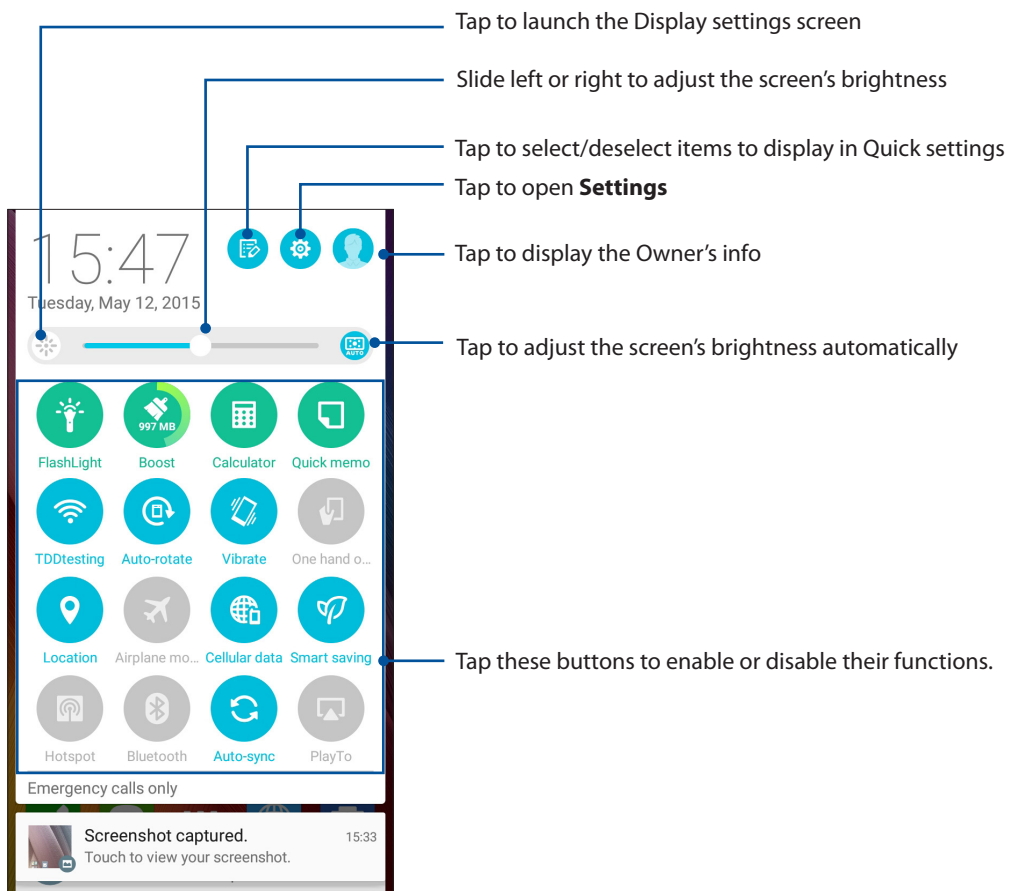 Tap to launch the Display settings screen
Slide left or right to adjust the screen's brightness
Tap to select/deselect items to display in Quick settings
Tap to open Settings
Tap to display the Owner's info
Tap to adjust the screen's brightness automatically
15:47
Tuesday, May 12, 2015
AUTO
997 MB
FlashLight Boost Calculator Quick memo
TDDtesting Auto-rotate Vibrate One hand o...
Location Airplane mo... Cellular data Smart saving
Tap these buttons to enable or disable their functions.
Hotspot Bluetooth Auto-sync PlayTo
Emergency calls only
Screenshot captured. 15:33
Touch to view your screenshot.